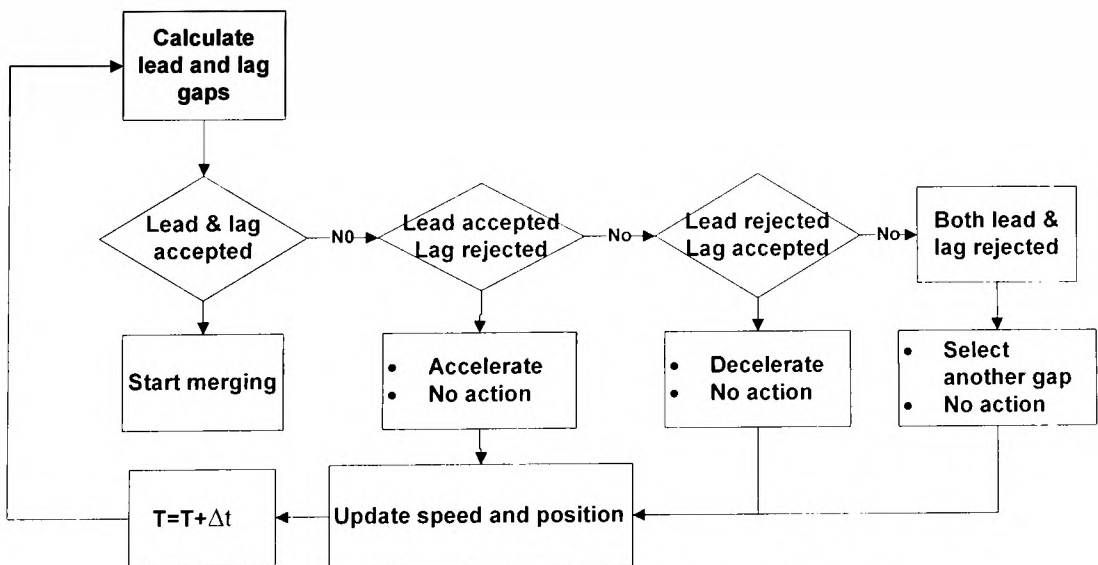 Calculate
lead and lag
gaps
Lead & lag
accepted
N0
Lead accepted
Lag rejected
No
Lead rejected
Lag accepted
No
Both lead &
lag rejected
Start merging
• Accelerate
• No action
• Decelerate
• No action
• Select
another gap
• No action
T=T+Δt
Update speed and position